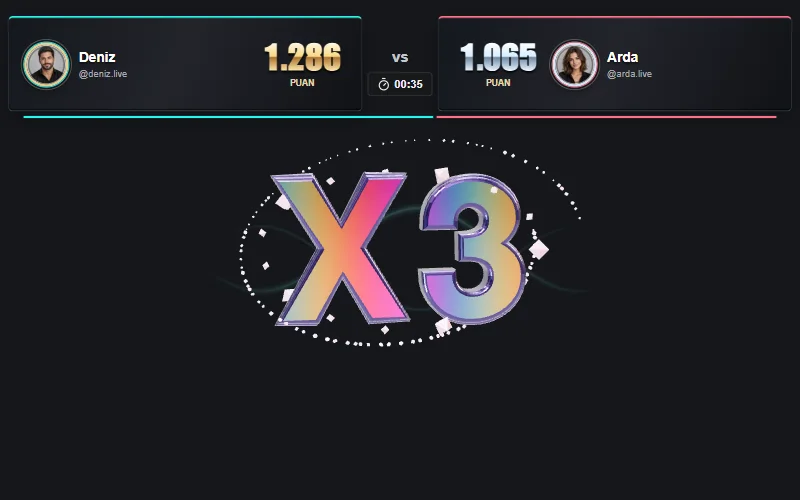 Deniz
@deniz.live
1.286
PUAN
vs
00:35
1.065
PUAN
Arda
@arda.live
X3